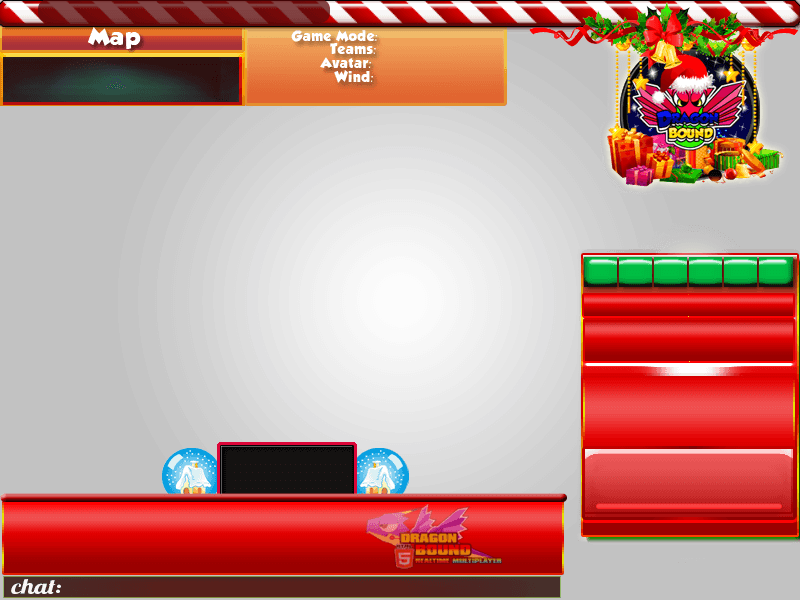 Map
Game Mode:
Teams:
Avatar:
Wind:
DRAGON
BOUND
DRAGON
BOUND
5
REALTIME MULTIPLAYER
chat: